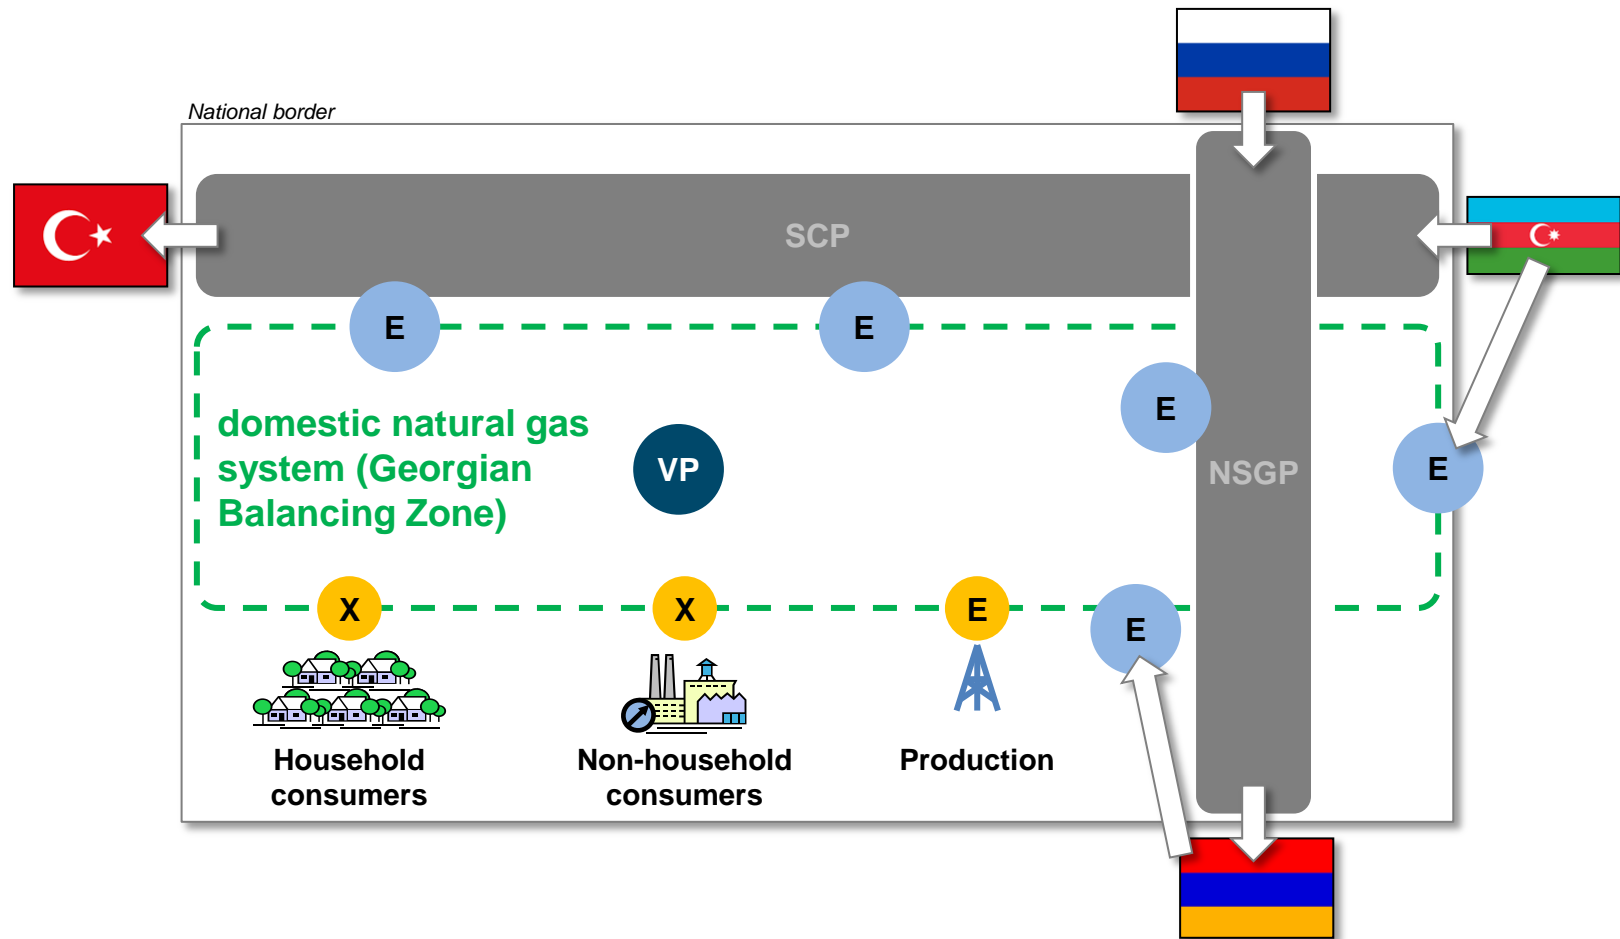 National border
SCP
E
E
E
domestic natural gas
system (Georgian
Balancing Zone)
VP
NSGP
E
X
X
E
E
Household
consumers
Non-household
consumers
Production